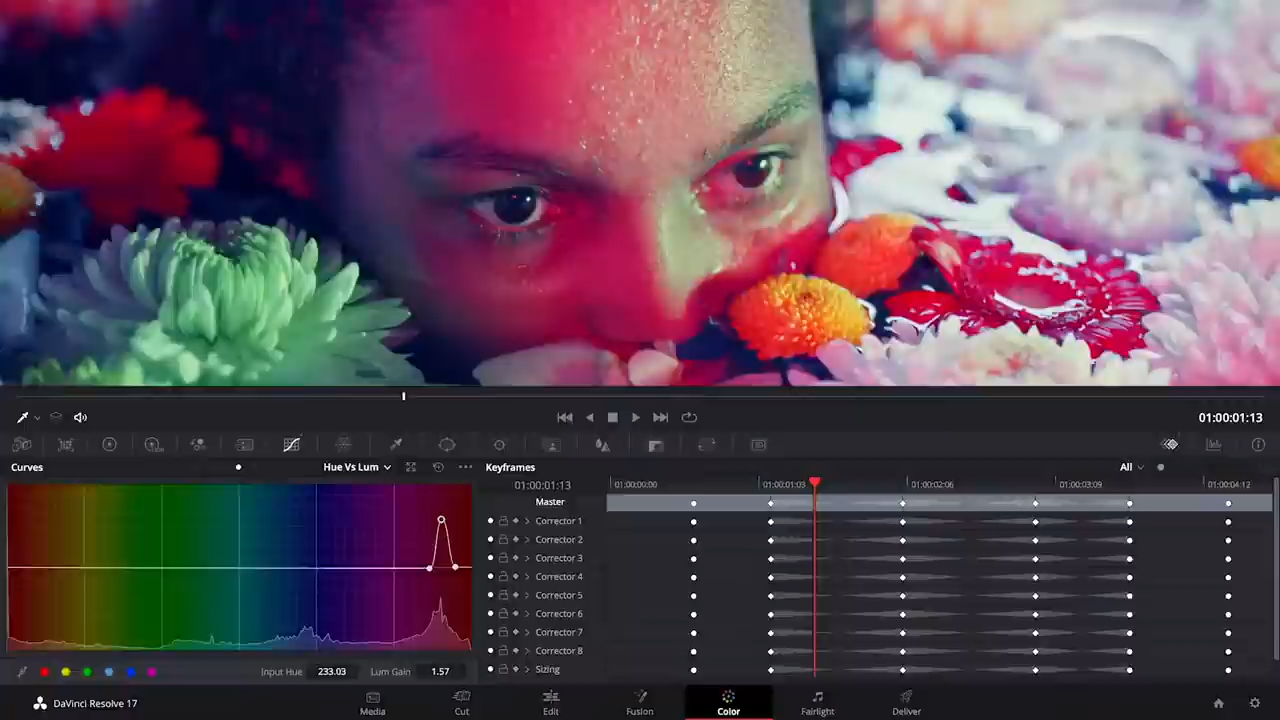 01:00:01:13
Curves
Hue Vs Lum
Keyframes
All
01:00:01:13
01:00:00:00
01:00:01:03
01:00:02:06
01:00:03:09
01:00:04:12
Master
Corrector 1
Corrector 2
Corrector 3
Corrector 4
Corrector 5
Corrector 6
Corrector 7
Corrector 8
Sizing
Input Hue 233.03 Lum Gain 1.57
DaVinci Resolve 17
Media Cut Edit Fusion Color Fairlight Deliver